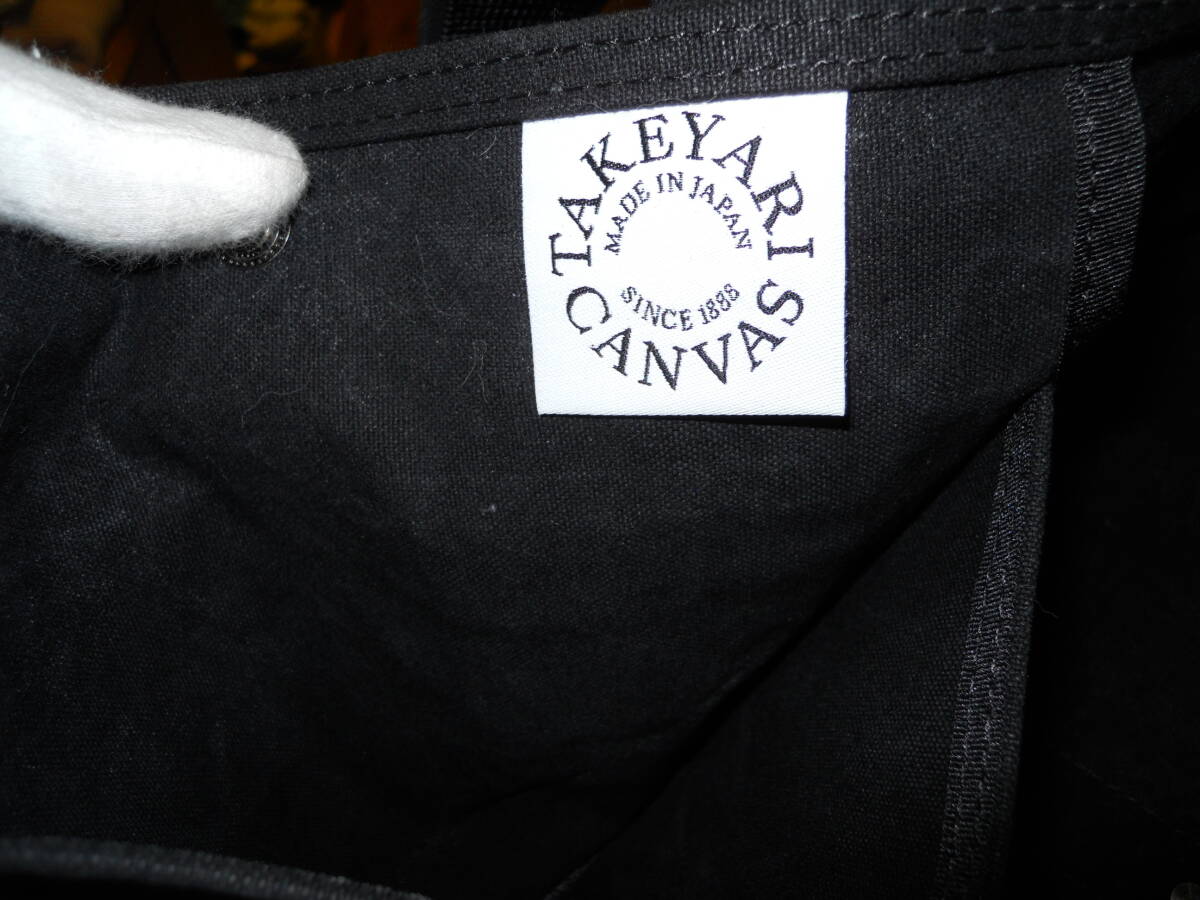 TAKEYARI
MADE IN JAPAN
SINCE 1888
CANVAS